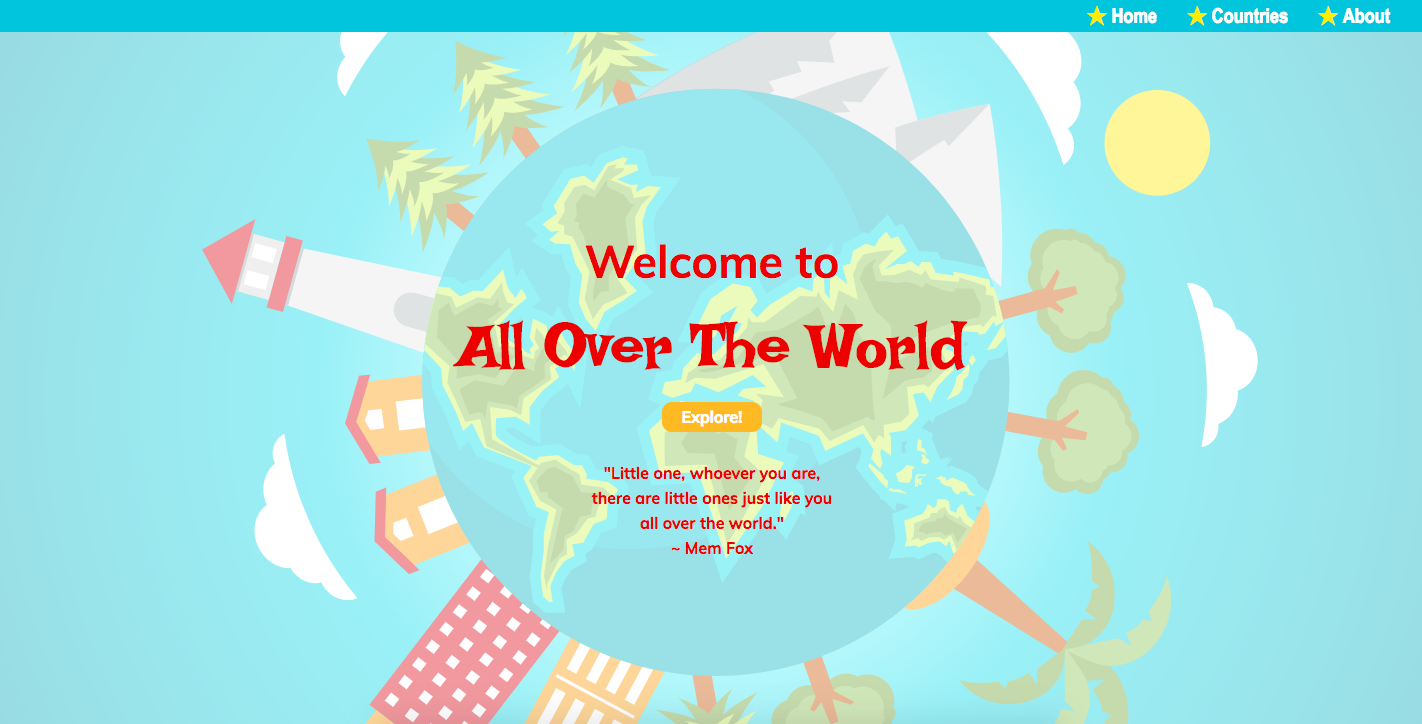 Home Countries About
Welcome to
All Over The World
Explore!
"Little one, whoever you are,
there are little ones just like you
all over the world."
~ Mem Fox